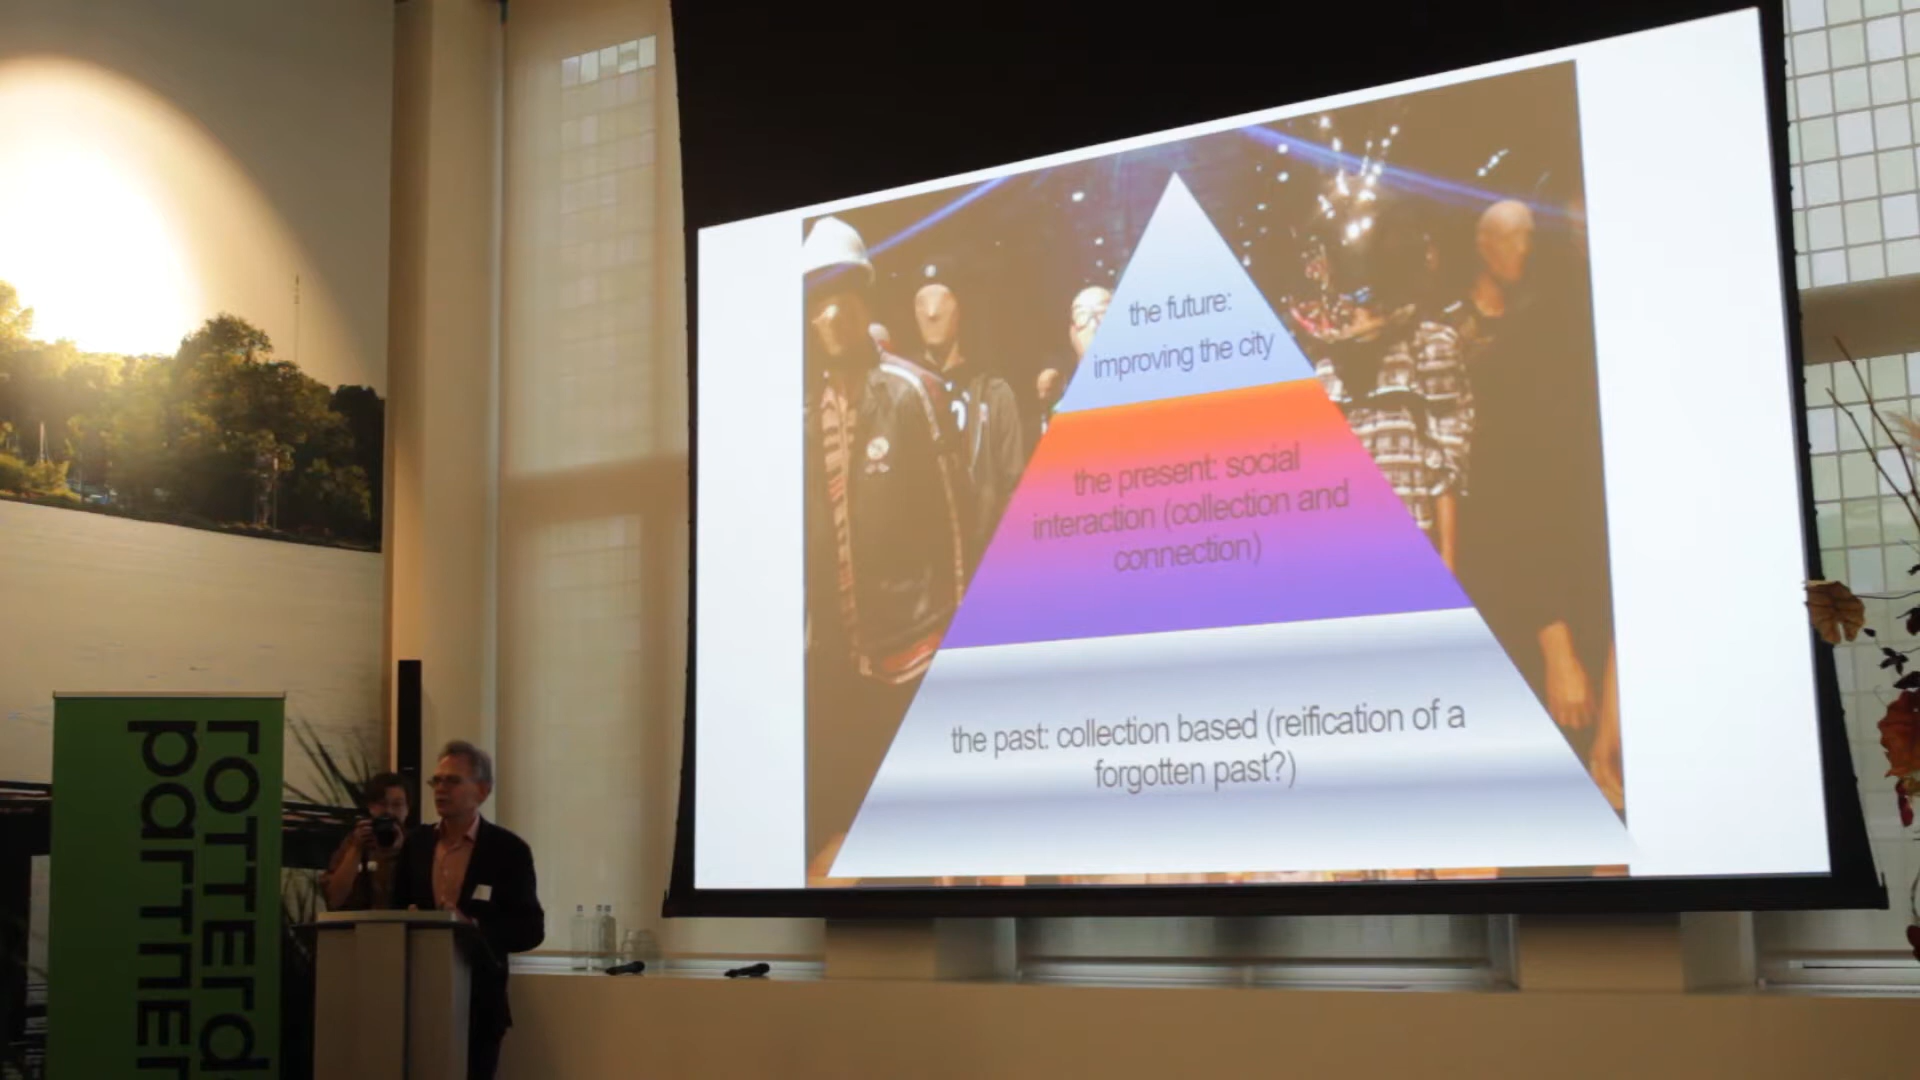 the future:
improving the city
the present: social
interaction (collection and
connection)
the past: collection based (reification of a
forgotten past?)
rotterd
partner